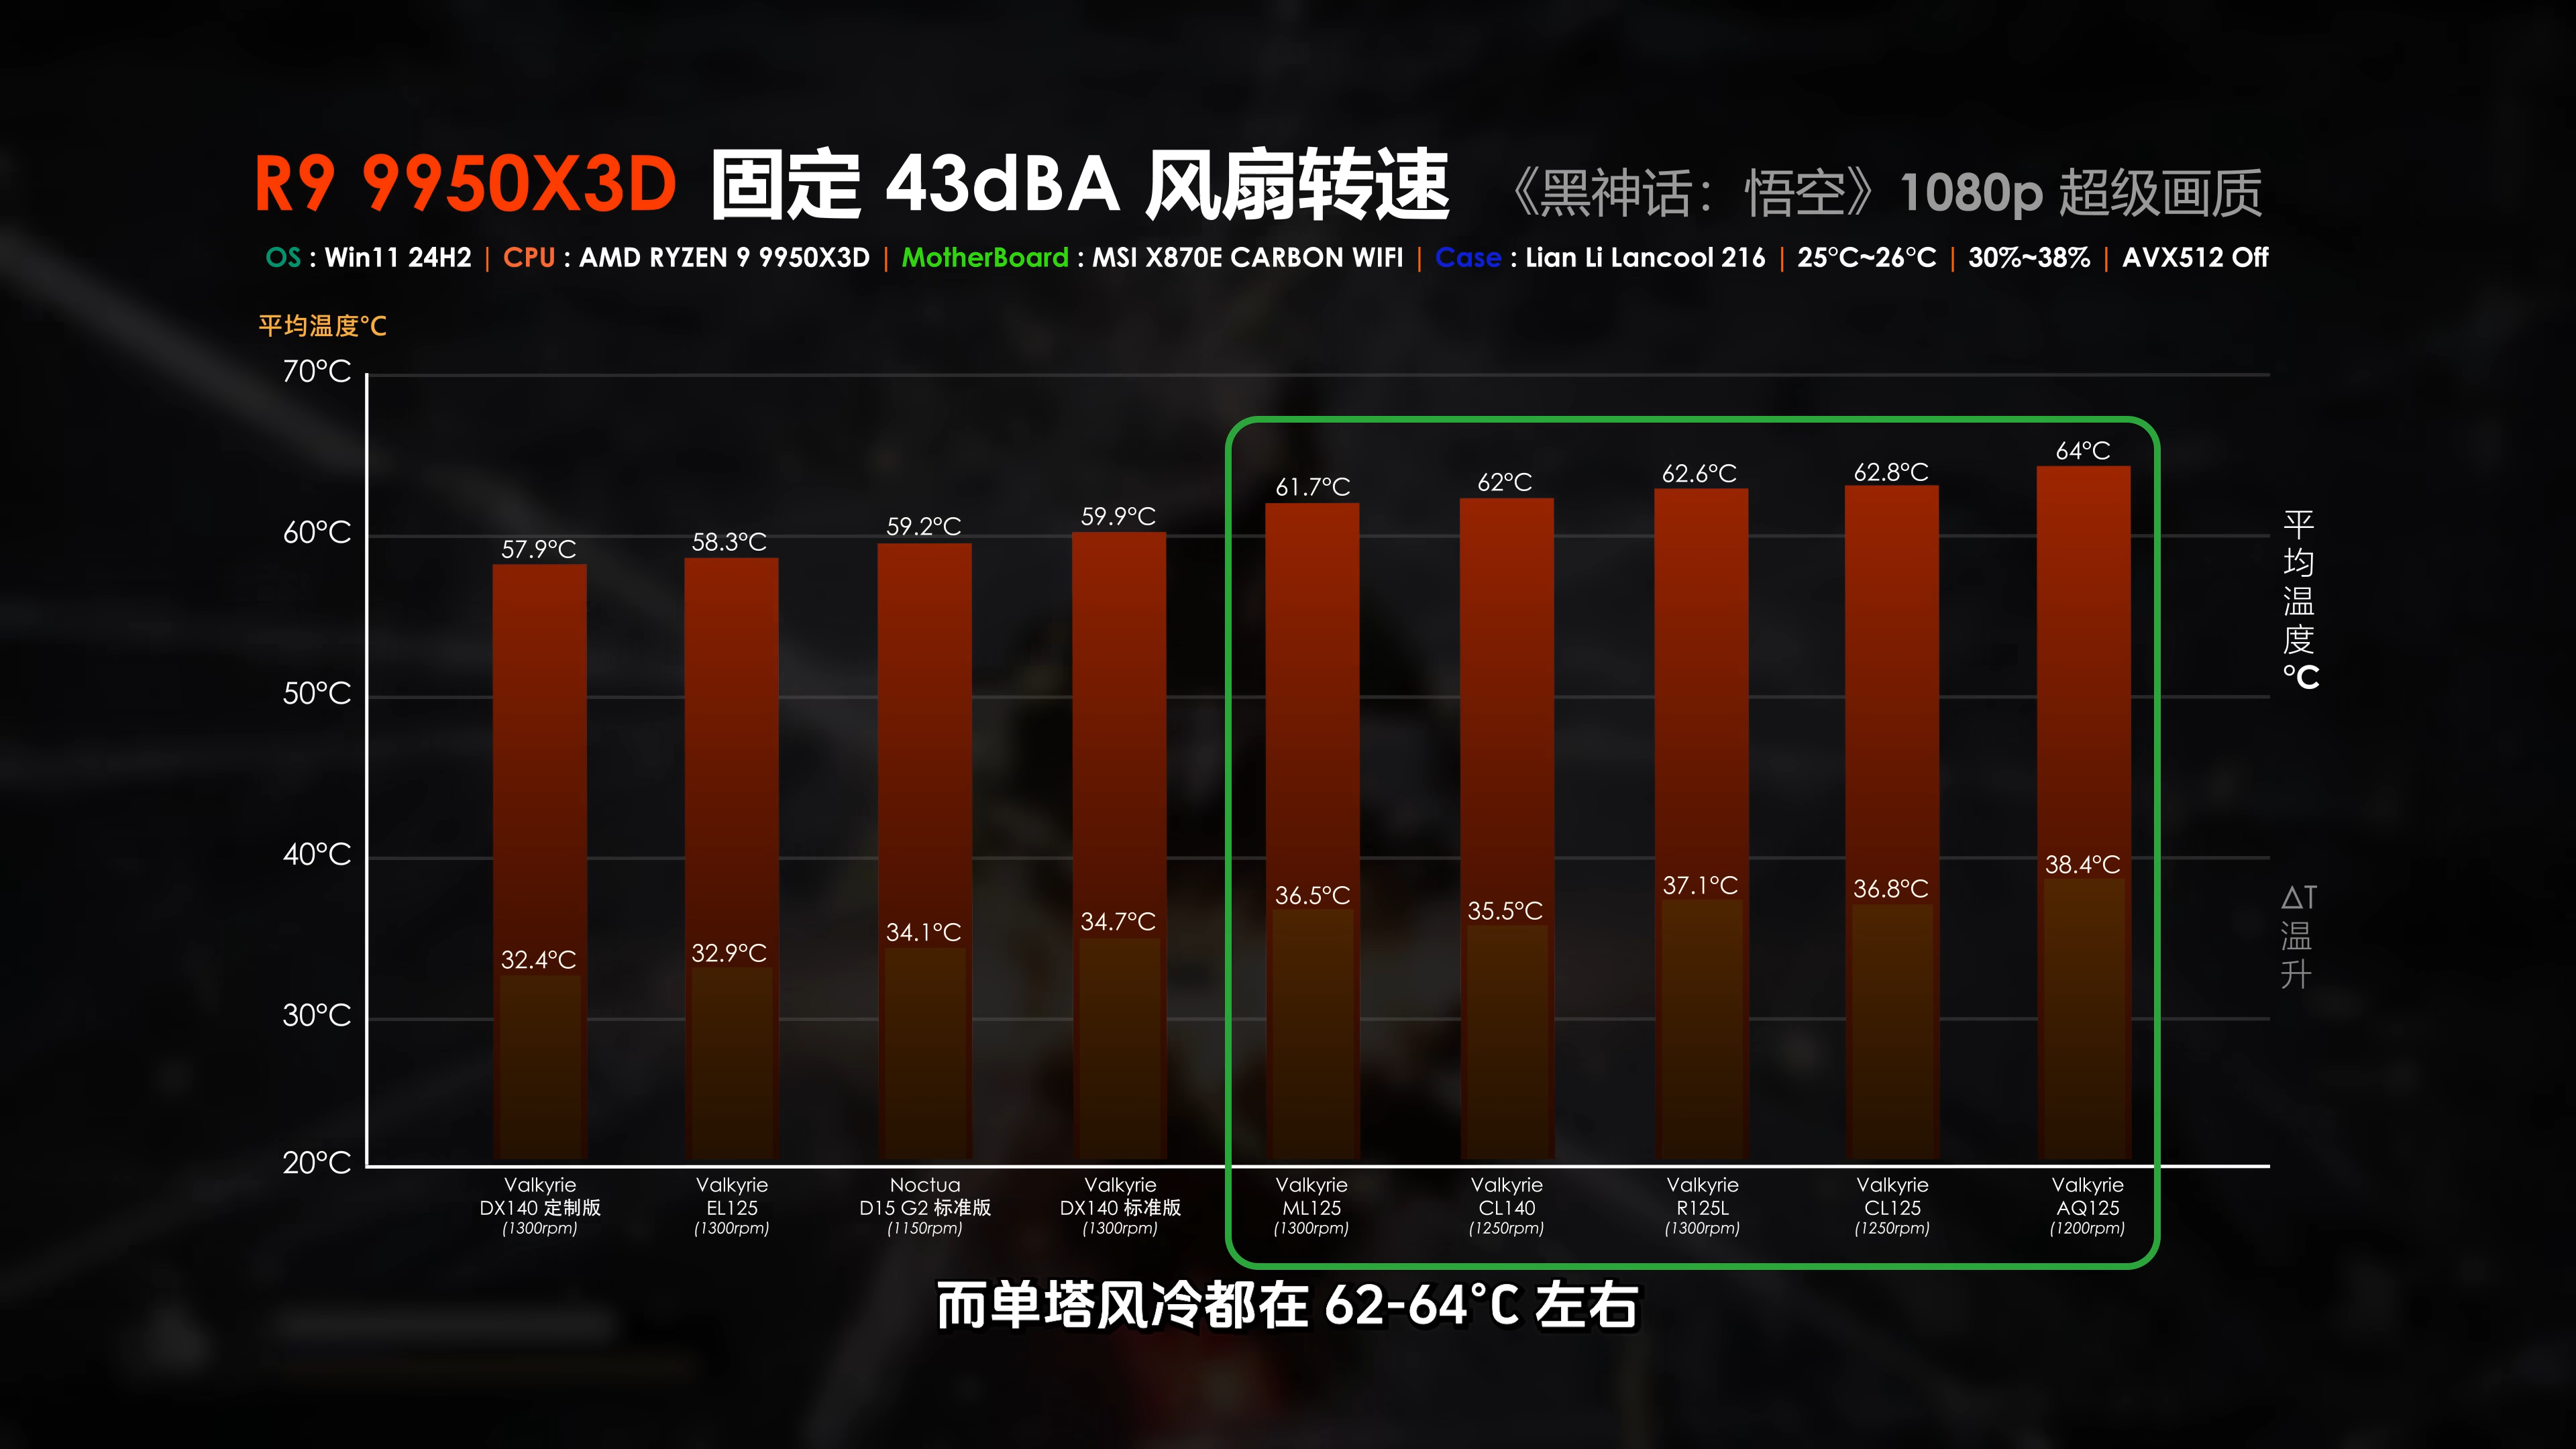 R9 9950X3D 固定 43dBA 风扇转速 《黑神话：悟空》1080p 超级画质
OS : Win11 24H2 | CPU : AMD RYZEN 9 9950X3D | MotherBoard : MSI X870E CARBON WIFI | Case : Lian Li Lancool 216 | 25°C~26°C | 30%~38% | AVX512 Off
平均温度°C
70°C
60°C
50°C
40°C
30°C
20°C
57.9°C
58.3°C
59.2°C
59.9°C
61.7°C
62°C
62.6°C
62.8°C
64°C
32.4°C
32.9°C
34.1°C
34.7°C
36.5°C
35.5°C
37.1°C
36.8°C
38.4°C
平均温度°C
ΔT温升
Valkyrie
DX140 定制版
(1300rpm)
Valkyrie
EL125
(1300rpm)
Noctua
D15 G2 标准版
(1150rpm)
Valkyrie
DX140 标准版
(1300rpm)
Valkyrie
ML125
(1300rpm)
Valkyrie
CL140
(1250rpm)
Valkyrie
R125L
(1300rpm)
Valkyrie
CL125
(1250rpm)
Valkyrie
AQ125
(1200rpm)
而单塔风冷都在 62-64°C 左右